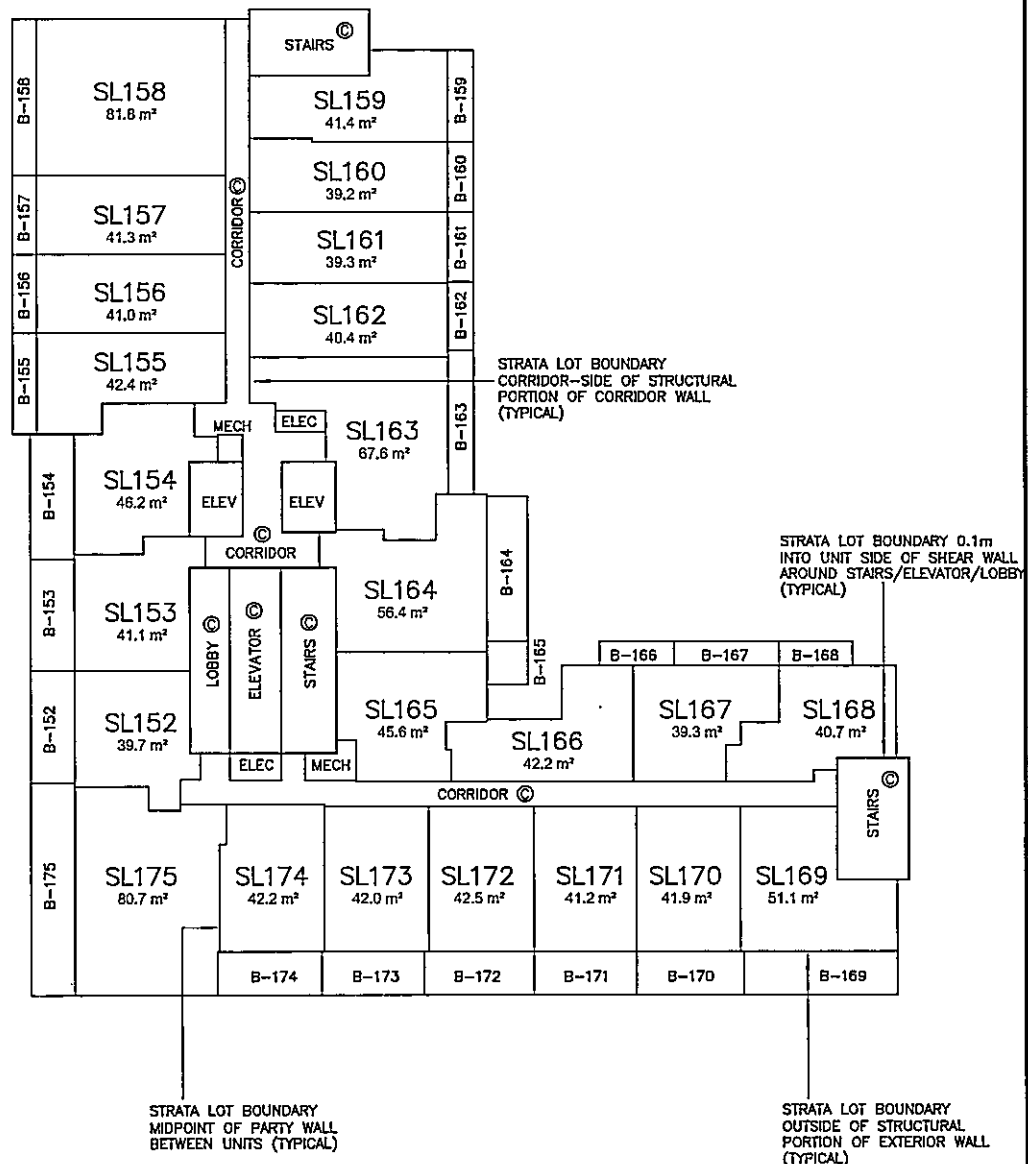 STAIRS ©
B-158
SL158
81.8 m²
SL159
41.4 m²
B-159
CORRIDOR ©
SL160
39.2 m²
B-160
B-157
SL157
41.3 m²
SL161
39.3 m²
B-161
B-156
SL156
41.0 m²
SL162
40.4 m²
B-162
B-155
SL155
42.4 m²
STRATA LOT BOUNDARY
CORRIDOR-SIDE OF STRUCTURAL
PORTION OF CORRIDOR WALL
(TYPICAL)
MECH
ELEC
SL163
67.6 m²
B-163
B-154
SL154
46.2 m²
ELEV
ELEV
©
CORRIDOR
B-164
STRATA LOT BOUNDARY 0.1m
INTO UNIT SIDE OF SHEAR WALL
AROUND STAIRS/ELEVATOR/LOBBY
(TYPICAL)
B-153
SL153
41.1 m²
LOBBY ©
ELEVATOR ©
STAIRS ©
SL164
56.4 m²
B-165
B-166
B-167
B-168
B-152
SL152
39.7 m²
SL165
45.6 m²
SL166
42.2 m²
SL167
39.3 m²
SL168
40.7 m²
ELEC
MECH
CORRIDOR ©
STAIRS ©
B-175
SL175
80.7 m²
SL174
42.2 m²
SL173
42.0 m²
SL172
42.5 m²
SL171
41.2 m²
SL170
41.9 m²
SL169
51.1 m²
B-174
B-173
B-172
B-171
B-170
B-169
STRATA LOT BOUNDARY
MIDPOINT OF PARTY WALL
BETWEEN UNITS (TYPICAL)
STRATA LOT BOUNDARY
OUTSIDE OF STRUCTURAL
PORTION OF EXTERIOR WALL
(TYPICAL)